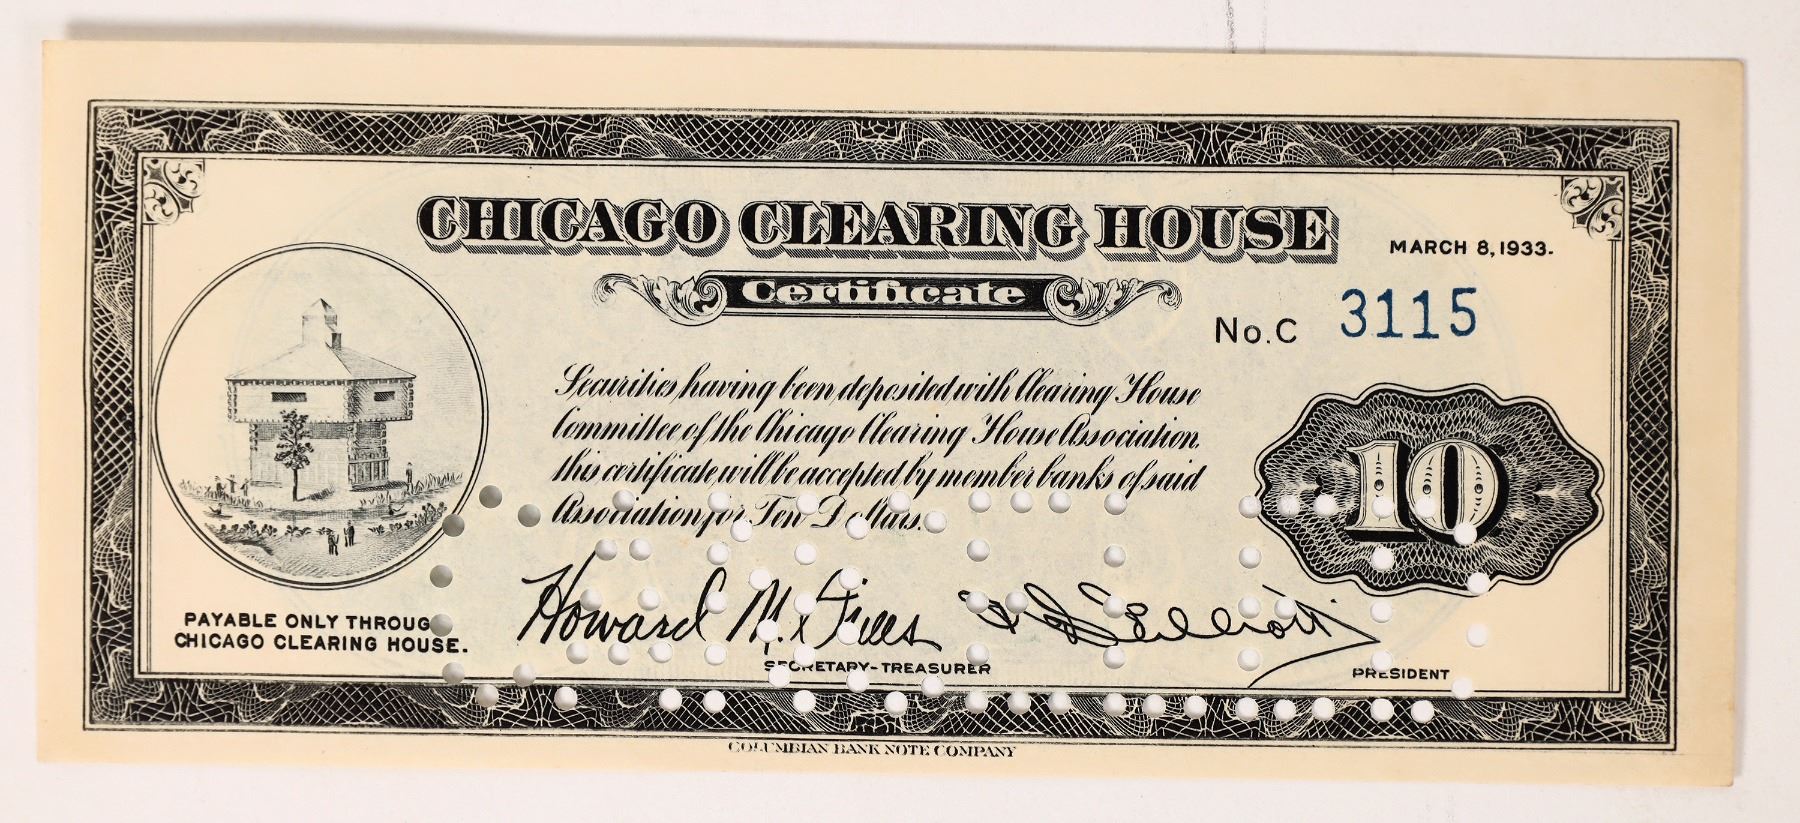 CHICAGO CLEARING HOUSE
MARCH 8, 1933.
Certificate
No. C 3115
Securities having been deposited with Clearing House
Committee of the Chicago Clearing House Association,
this certificate will be accepted by member banks of said
Association for Ten Dollars.
10
PAYABLE ONLY THROUGH
CHICAGO CLEARING HOUSE.
Howard M.
SECRETARY-TREASURER
PRESIDENT
CANCELLED
COLUMBIAN BANK NOTE COMPANY